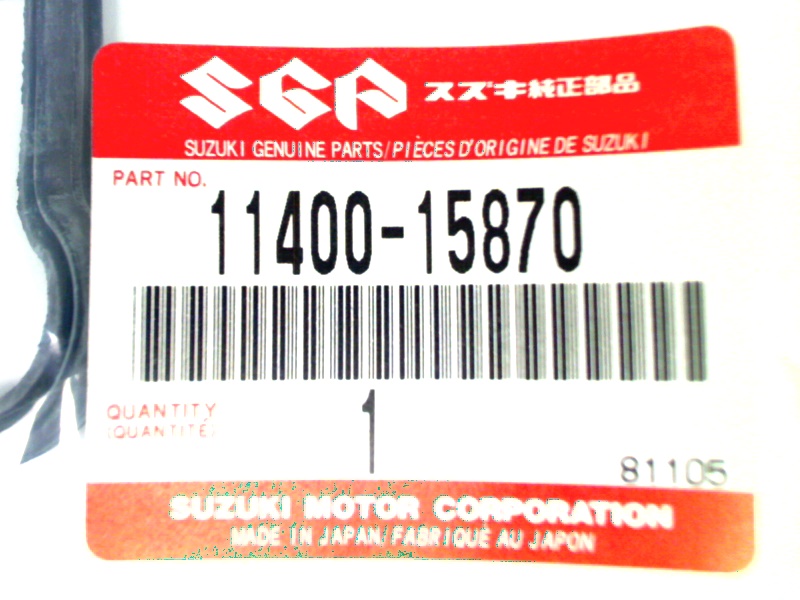 SGP スズキ純正部品
SUZUKI GENUINE PARTS/PIÈCES D'ORIGINE DE SUZUKI
PART NO.
11400-15870
QUANTITY 1
(QUANTITÉ)
81105
SUZUKI MOTOR CORPORATION
MADE IN JAPAN/FABRIQUE AU JAPON